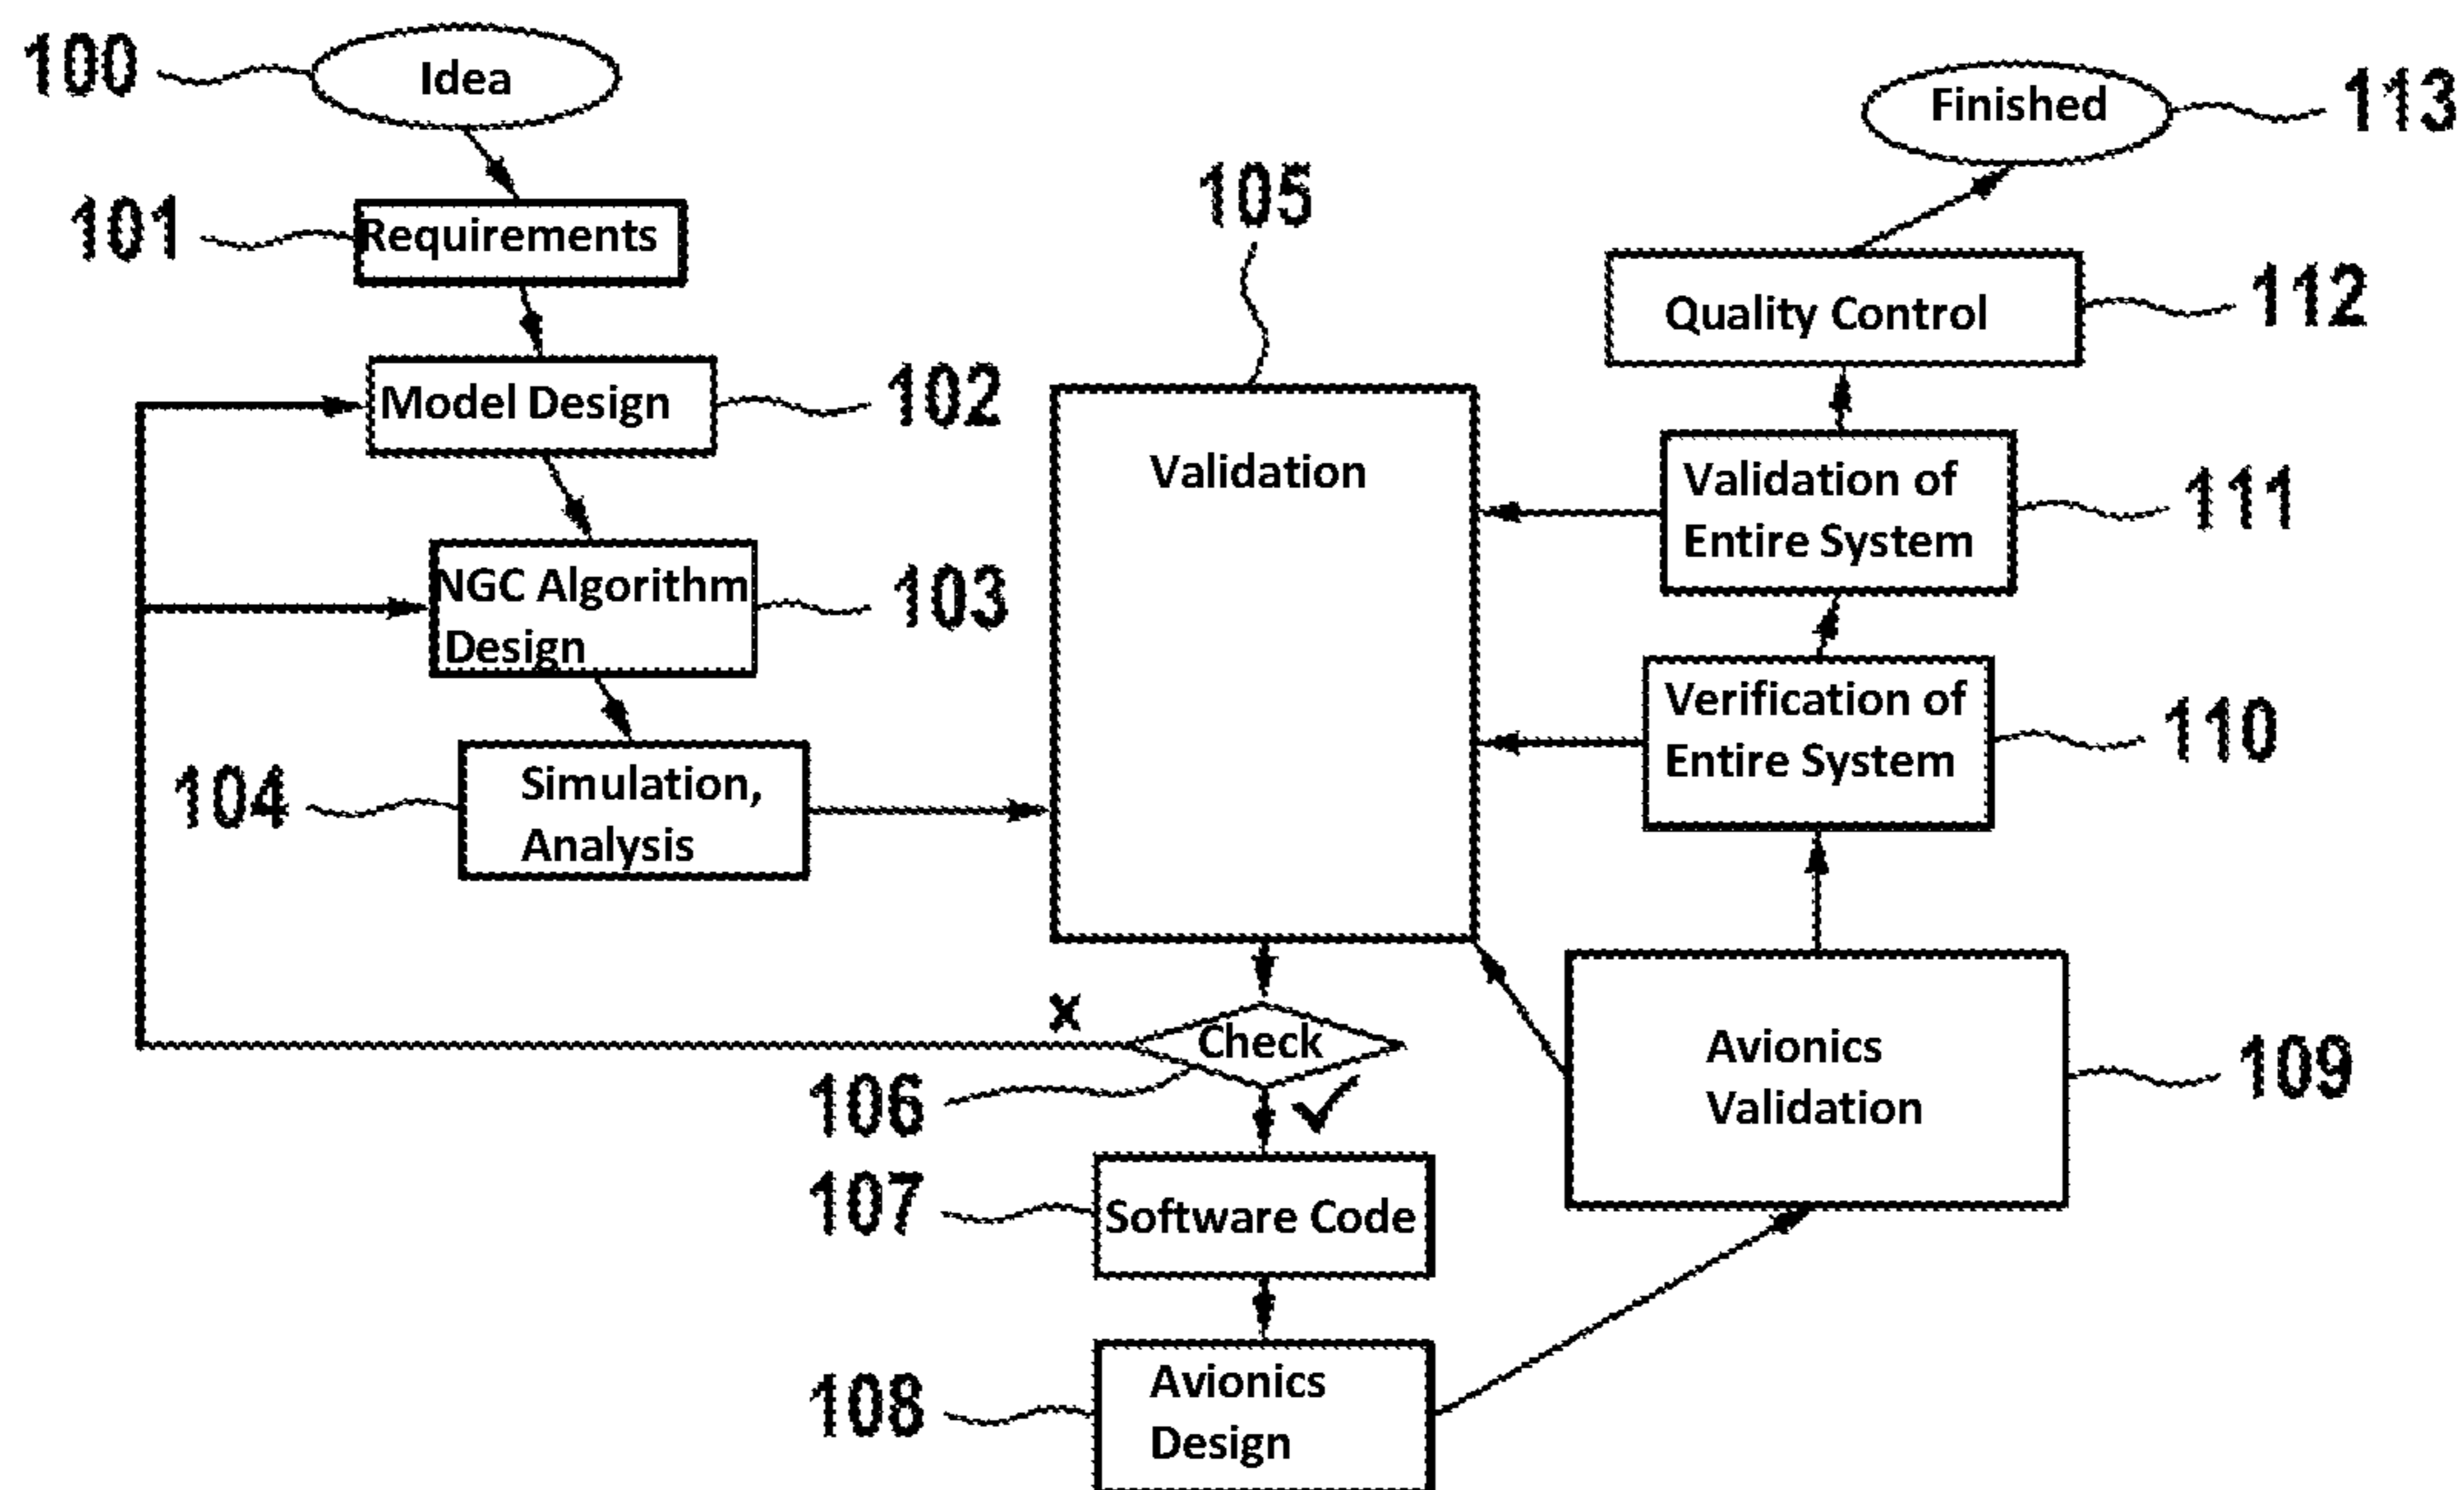 100
Idea
101
Requirements
Model Design
102
NGC Algorithm
Design
103
104
Simulation,
Analysis
105
Validation
x
Check
106
107
Software Code
108
Avionics
Design
Avionics
Validation
109
Verification of
Entire System
110
Validation of
Entire System
111
Quality Control
112
Finished
113